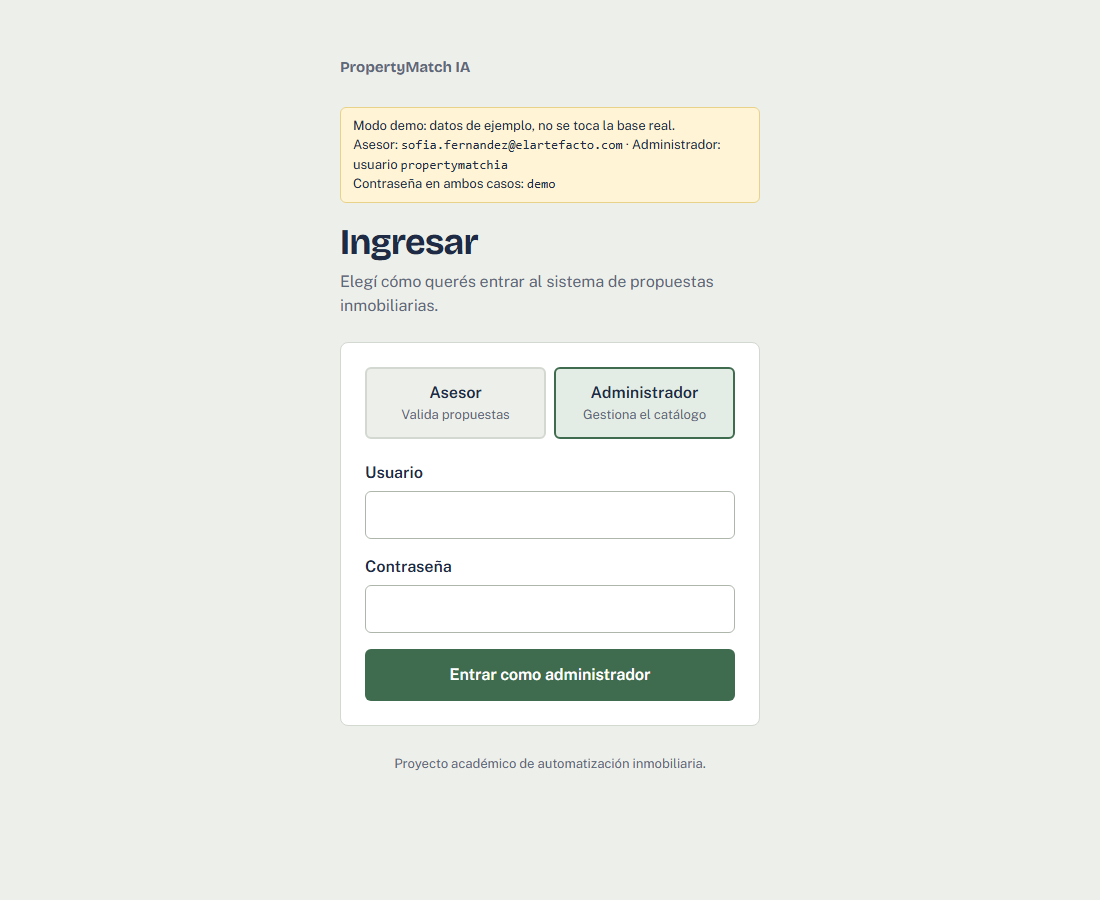 PropertyMatch IA
Modo demo: datos de ejemplo, no se toca la base real.
Asesor: sofia.fernandez@elartefacto.com · Administrador:
usuario propertymatchia
Contraseña en ambos casos: demo
Ingresar
Elegí cómo querés entrar al sistema de propuestas
inmobiliarias.
Asesor
Valida propuestas
Administrador
Gestiona el catálogo
Usuario
Contraseña
Entrar como administrador
Proyecto académico de automatización inmobiliaria.